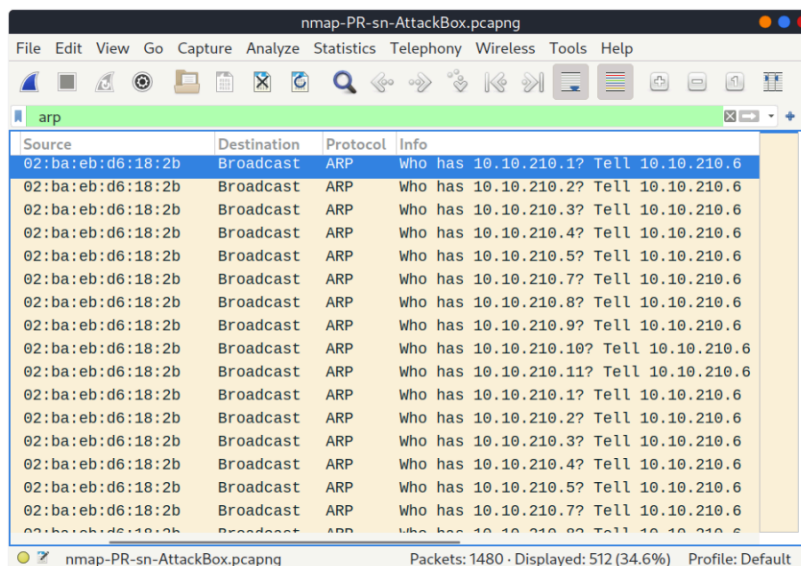 nmap-PR-sn-AttackBox.pcapng
File Edit View Go Capture Analyze Statistics Telephony Wireless Tools Help
arp
Source Destination Protocol Info
02:ba:eb:d6:18:2b Broadcast ARP Who has 10.10.210.1? Tell 10.10.210.6
02:ba:eb:d6:18:2b Broadcast ARP Who has 10.10.210.2? Tell 10.10.210.6
02:ba:eb:d6:18:2b Broadcast ARP Who has 10.10.210.3? Tell 10.10.210.6
02:ba:eb:d6:18:2b Broadcast ARP Who has 10.10.210.4? Tell 10.10.210.6
02:ba:eb:d6:18:2b Broadcast ARP Who has 10.10.210.5? Tell 10.10.210.6
02:ba:eb:d6:18:2b Broadcast ARP Who has 10.10.210.7? Tell 10.10.210.6
02:ba:eb:d6:18:2b Broadcast ARP Who has 10.10.210.8? Tell 10.10.210.6
02:ba:eb:d6:18:2b Broadcast ARP Who has 10.10.210.9? Tell 10.10.210.6
02:ba:eb:d6:18:2b Broadcast ARP Who has 10.10.210.10? Tell 10.10.210.6
02:ba:eb:d6:18:2b Broadcast ARP Who has 10.10.210.11? Tell 10.10.210.6
02:ba:eb:d6:18:2b Broadcast ARP Who has 10.10.210.1? Tell 10.10.210.6
02:ba:eb:d6:18:2b Broadcast ARP Who has 10.10.210.2? Tell 10.10.210.6
02:ba:eb:d6:18:2b Broadcast ARP Who has 10.10.210.3? Tell 10.10.210.6
02:ba:eb:d6:18:2b Broadcast ARP Who has 10.10.210.4? Tell 10.10.210.6
02:ba:eb:d6:18:2b Broadcast ARP Who has 10.10.210.5? Tell 10.10.210.6
02:ba:eb:d6:18:2b Broadcast ARP Who has 10.10.210.7? Tell 10.10.210.6
nmap-PR-sn-AttackBox.pcapng Packets: 1480 · Displayed: 512 (34.6%) Profile: Default